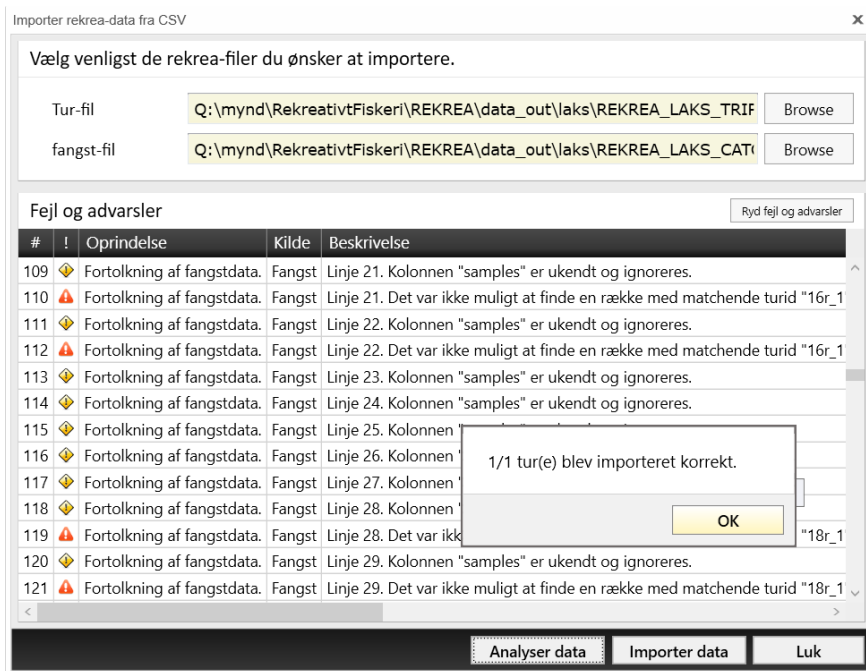 Importer rekrea-data fra CSV x
Vælg venligst de rekrea-filer du ønsker at importere.
Tur-fil Q:\mynd\RekreativtFiskeri\REKREA\data_out\laks\REKREA_LAKS_TRIF Browse
fangst-fil Q:\mynd\RekreativtFiskeri\REKREA\data_out\laks\REKREA_LAKS_CAT Browse
Fejl og advarsler Ryd fejl og advarsler
# ! Oprindelse Kilde Beskrivelse
109 Fortolkning af fangstdata. Fangst Linje 21. Kolonnen "samples" er ukendt og ignoreres.
110 Fortolkning af fangstdata. Fangst Linje 21. Det var ikke muligt at finde en række med matchende turid "16r_1
111 Fortolkning af fangstdata. Fangst Linje 22. Kolonnen "samples" er ukendt og ignoreres.
112 Fortolkning af fangstdata. Fangst Linje 22. Det var ikke muligt at finde en række med matchende turid "16r_1
113 Fortolkning af fangstdata. Fangst Linje 23. Kolonnen "samples" er ukendt og ignoreres.
114 Fortolkning af fangstdata. Fangst Linje 24. Kolonnen "samples" er ukendt og ignoreres.
115 Fortolkning af fangstdata. Fangst Linje 25. Kolonnen "
116 Fortolkning af fangstdata. Fangst Linje 26. Kolonnen "
117 Fortolkning af fangstdata. Fangst Linje 27. Kolonnen "
118 Fortolkning af fangstdata. Fangst Linje 28. Kolonnen "
119 Fortolkning af fangstdata. Fangst Linje 28. Det var ikk "18r_1
120 Fortolkning af fangstdata. Fangst Linje 29. Kolonnen "samples" er ukendt og ignoreres.
121 Fortolkning af fangstdata. Fangst Linje 29. Det var ikke muligt at finde en række med matchende turid "18r_1
1/1 tur(e) blev importeret korrekt.
OK
Analyser data Importer data Luk